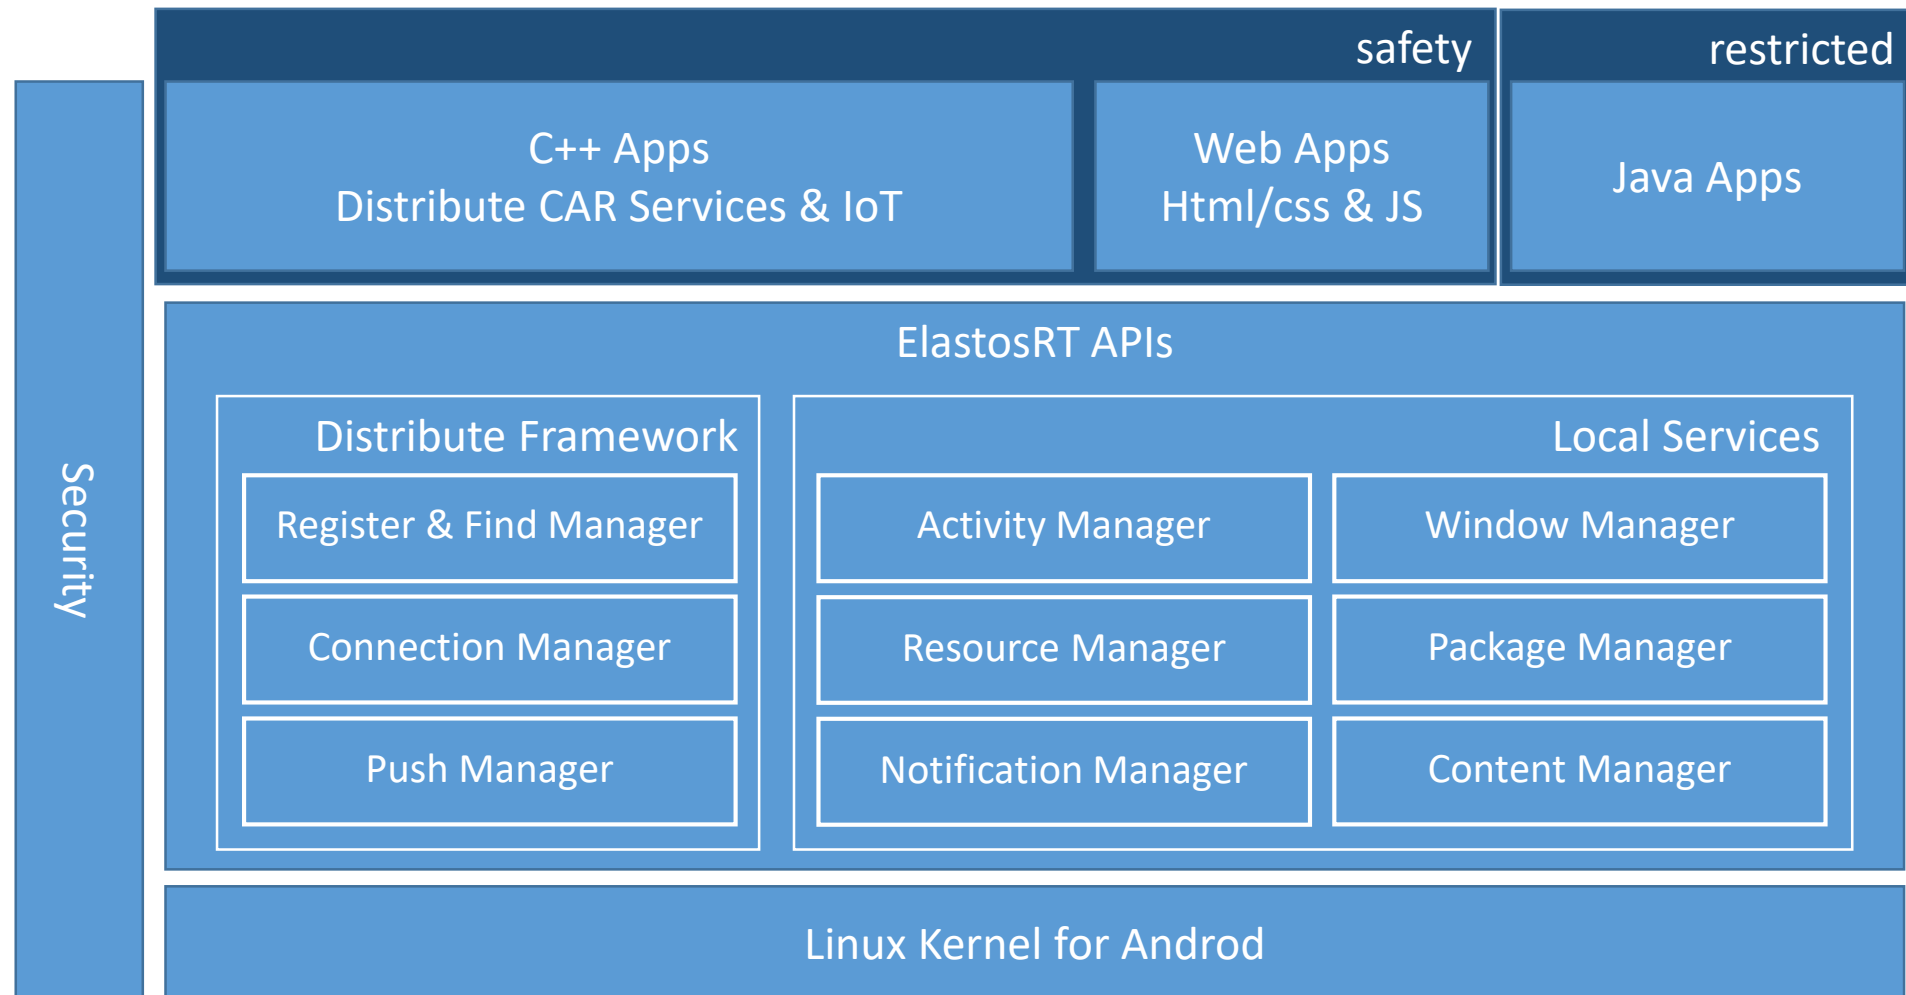 safety
restricted
C++ Apps
Distribute CAR Services & IoT
Web Apps
Html/css & JS
Java Apps
Security
ElastosRT APIs
Distribute Framework
Register & Find Manager
Connection Manager
Push Manager
Local Services
Activity Manager
Window Manager
Resource Manager
Package Manager
Notification Manager
Content Manager
Linux Kernel for Androd